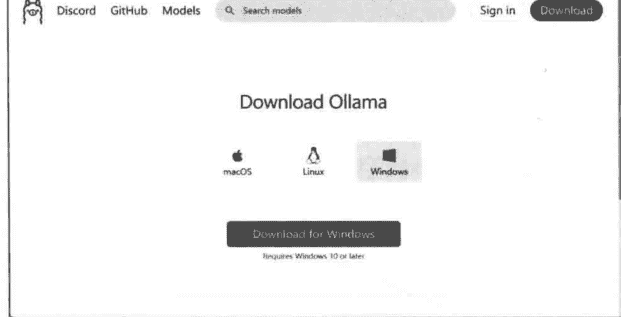 Discord GitHub Models Search models Sign in Download
Download Ollama
macOS Linux Windows
Download for Windows
Requires Windows 10 or later